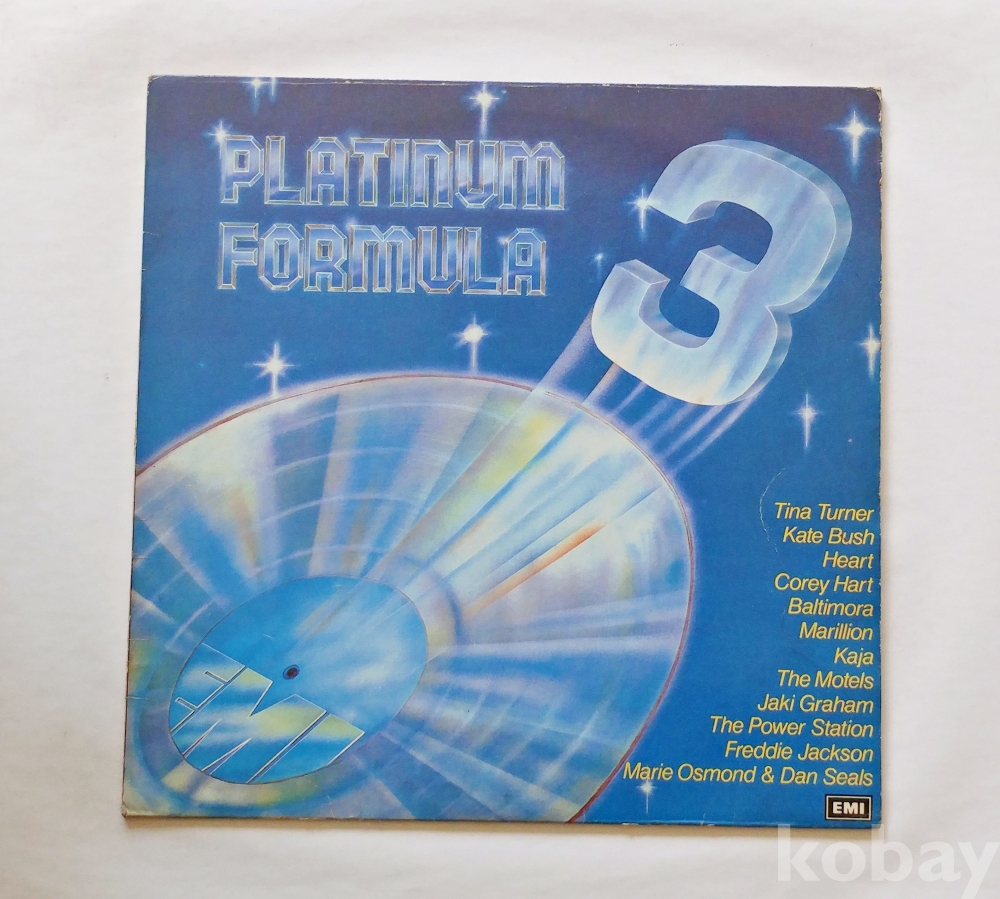 PLATINUM
FORMULA
3
Tina Turner
Kate Bush
Heart
Corey Hart
Baltimora
Marillion
Kaja
The Motels
Jaki Graham
The Power Station
Freddie Jackson
Marie Osmond & Dan Seals
EMI
EMI
kobay